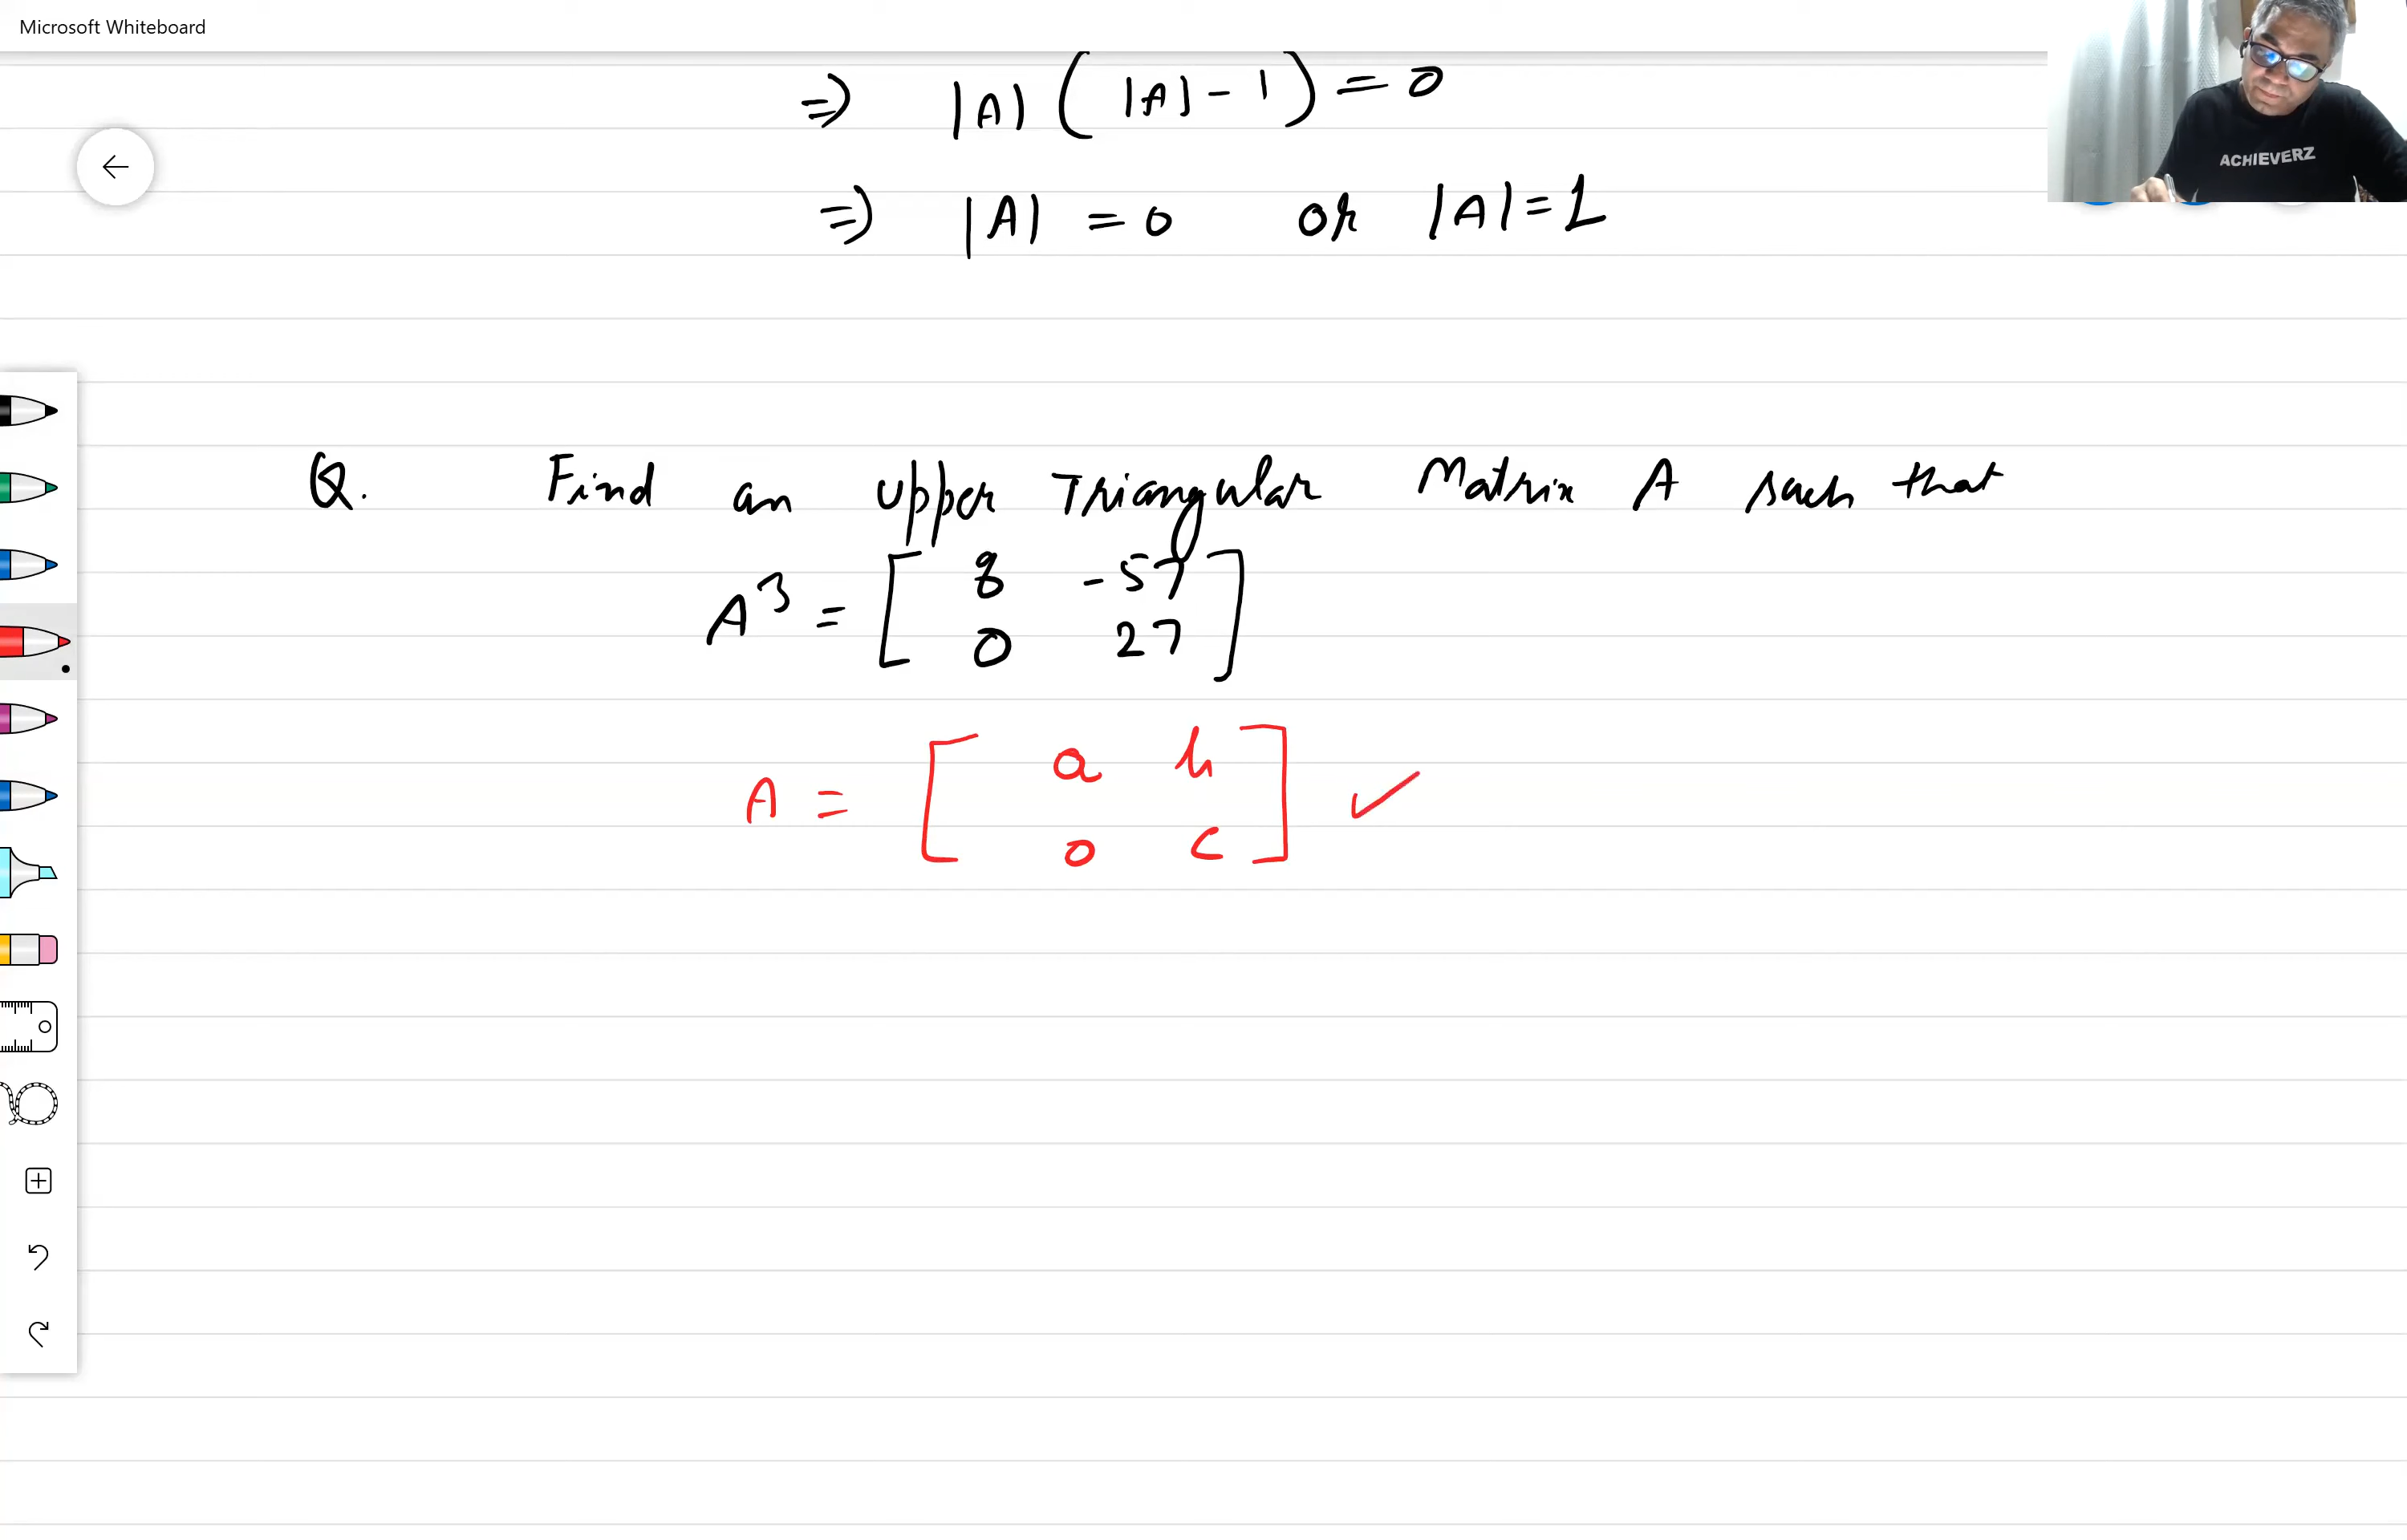 Microsoft Whiteboard
⇒ |A| ( |A| - 1 ) = 0
ACHIEVERZ
⇒ |A| = 0 or |A| = 1
Q. Find an upper Triangular Matrix A such that
A³ = [ 8 -57
0 27 ]
A = [ a b
0 c ] ✓